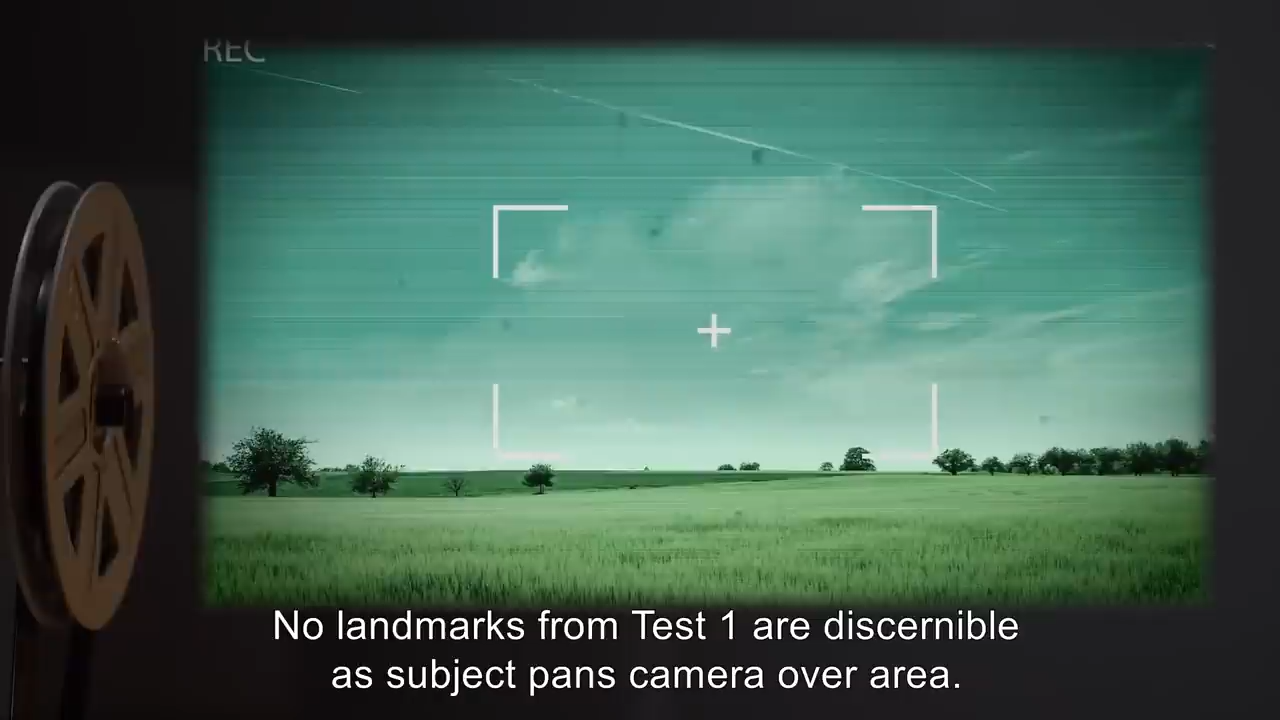 REC
No landmarks from Test 1 are discernible
as subject pans camera over area.